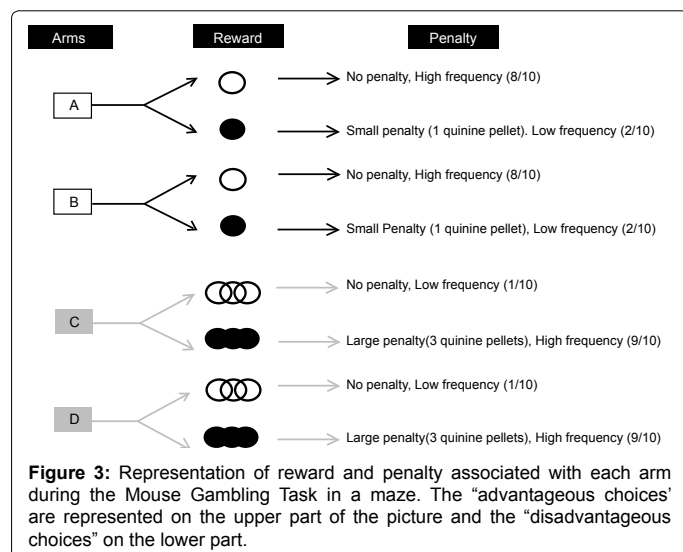 Arms Reward Penalty
No penalty, High frequency (8/10)
A
Small penalty (1 quinine pellet). Low frequency (2/10)
No penalty, High frequency (8/10)
B
Small Penalty (1 quinine pellet), Low frequency (2/10)
No penalty, Low frequency (1/10)
C
Large penalty(3 quinine pellets), High frequency (9/10)
No penalty, Low frequency (1/10)
D
Large penalty(3 quinine pellets), High frequency (9/10)
Figure 3: Representation of reward and penalty associated with each arm
during the Mouse Gambling Task in a maze. The “advantageous choices’
are represented on the upper part of the picture and the “disadvantageous
choices” on the lower part.